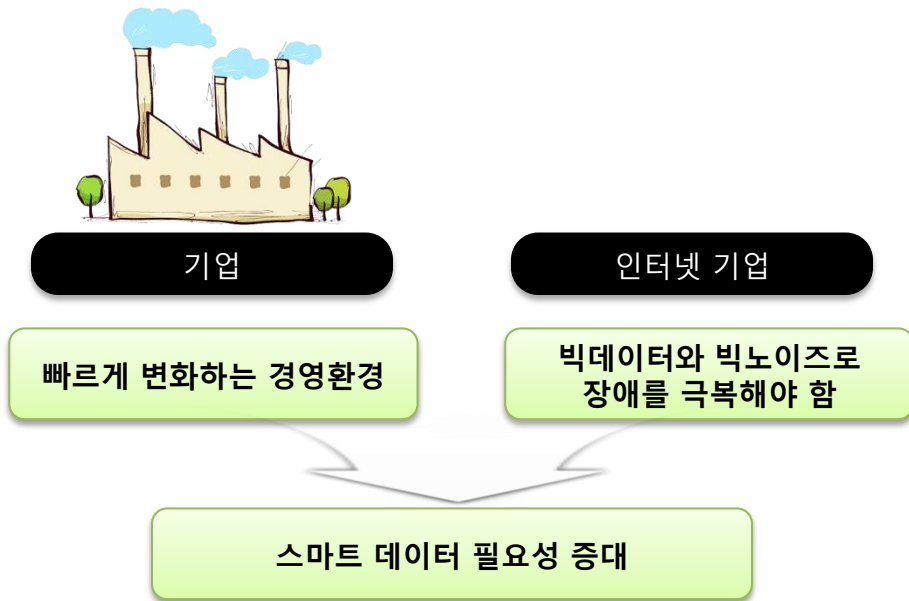 기업
인터넷 기업
빠르게 변화하는 경영환경
빅데이터와 빅노이즈로
장애를 극복해야 함
스마트 데이터 필요성 증대